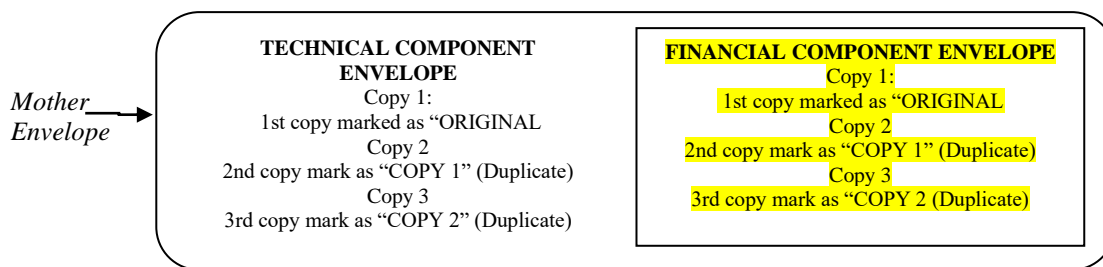 Mother
Envelope
TECHNICAL COMPONENT
ENVELOPE
Copy 1:
1st copy marked as “ORIGINAL
Copy 2
2nd copy mark as “COPY 1” (Duplicate)
Copy 3
3rd copy mark as “COPY 2” (Duplicate)
FINANCIAL COMPONENT ENVELOPE
Copy 1:
1st copy marked as “ORIGINAL
Copy 2
2nd copy mark as “COPY 1” (Duplicate)
Copy 3
3rd copy mark as “COPY 2 (Duplicate)